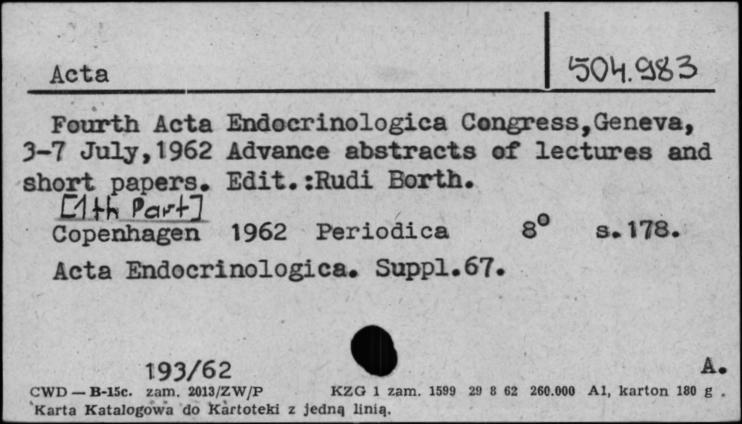 Acta 504.983
Fourth Acta Endocrinologica Congress,Geneva,
3-7 July,1962 Advance abstracts of lectures and
short papers. Edit.:Rudi Borth.
[1th Part]
Copenhagen 1962 Periodica 8° s.178.
Acta Endocrinologica. Suppl.67.
193/62 A.
CWD — B-15c. zam. 2013/ZW/P KZG 1 zam. 1599 29 8 62 260.000 A1, karton 180 g.
Karta Katalogowa do Kartoteki z jedną linią.